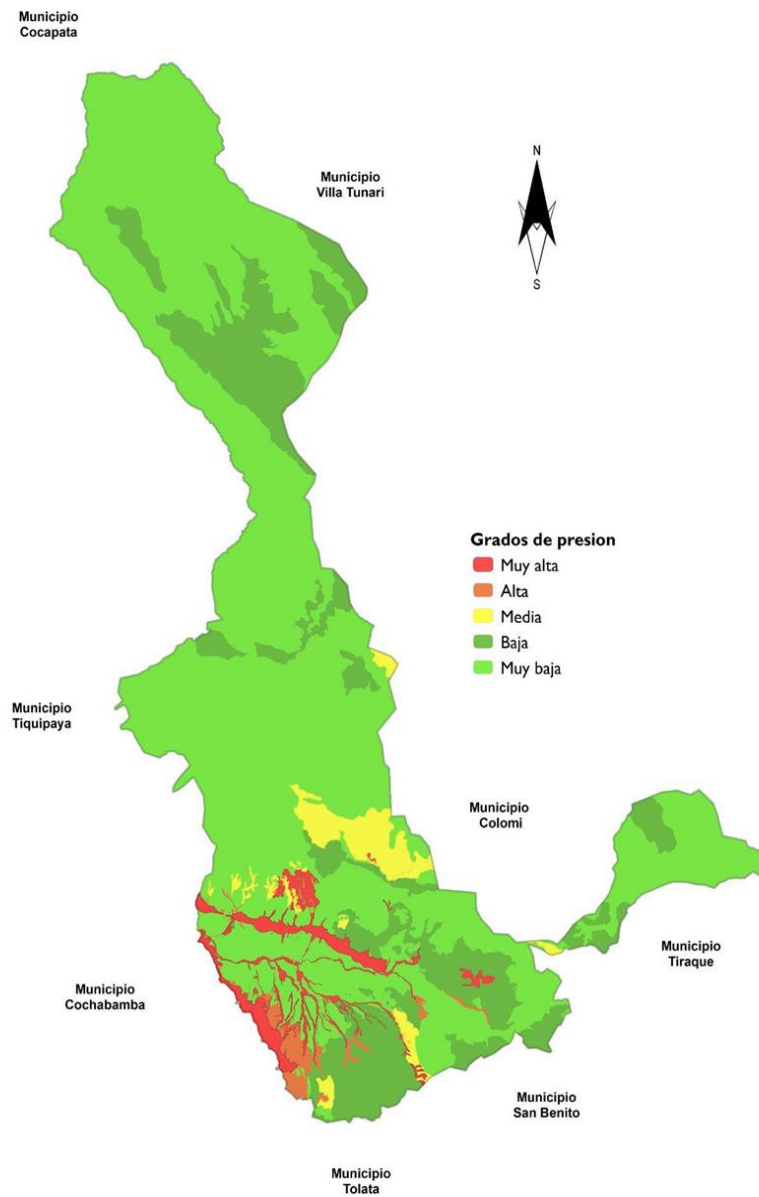 Municipio
Cocapata
Municipio
Villa Tunari
N
S
Grados de presion
Muy alta
Alta
Media
Baja
Muy baja
Municipio
Tiquipaya
Municipio
Colomi
Municipio
Tiraque
Municipio
Cochabamba
Municipio
San Benito
Municipio
Tolata